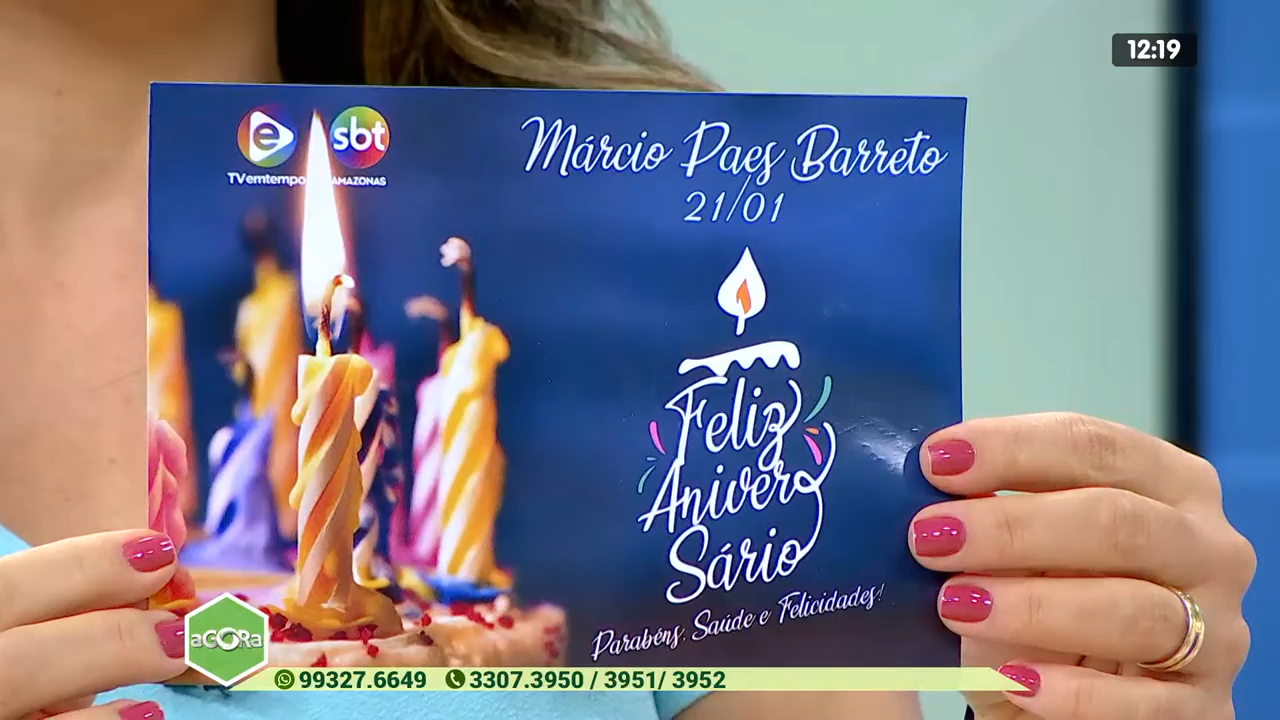 12:19
e
sbt
TVemtempo
AMAZONAS
Márcio Paes Barreto
21/01
Feliz
Aniver
Sário
Parabéns, Saúde e Felicidades!
aGORa
99327.6649 3307.3950 / 3951/ 3952